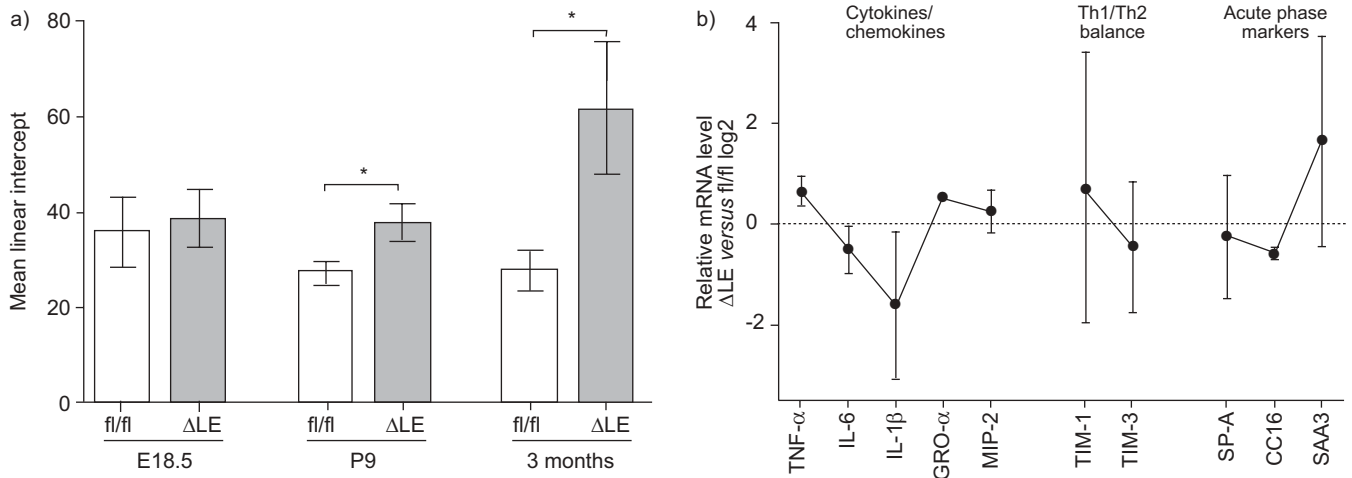 a)
Mean linear intercept
80
60
40
20
0
*
*
fl/fl
ΔLE
fl/fl
ΔLE
fl/fl
ΔLE
E18.5
P9
3 months
b)
Cytokines/
chemokines
Th1/Th2
balance
Acute phase
markers
Relative mRNA level
ΔLE versus fl/fl log2
4
2
0
-2
TNF-α
IL-6
IL-1β
GRO-α
MIP-2
TIM-1
TIM-3
SP-A
CC16
SAA3